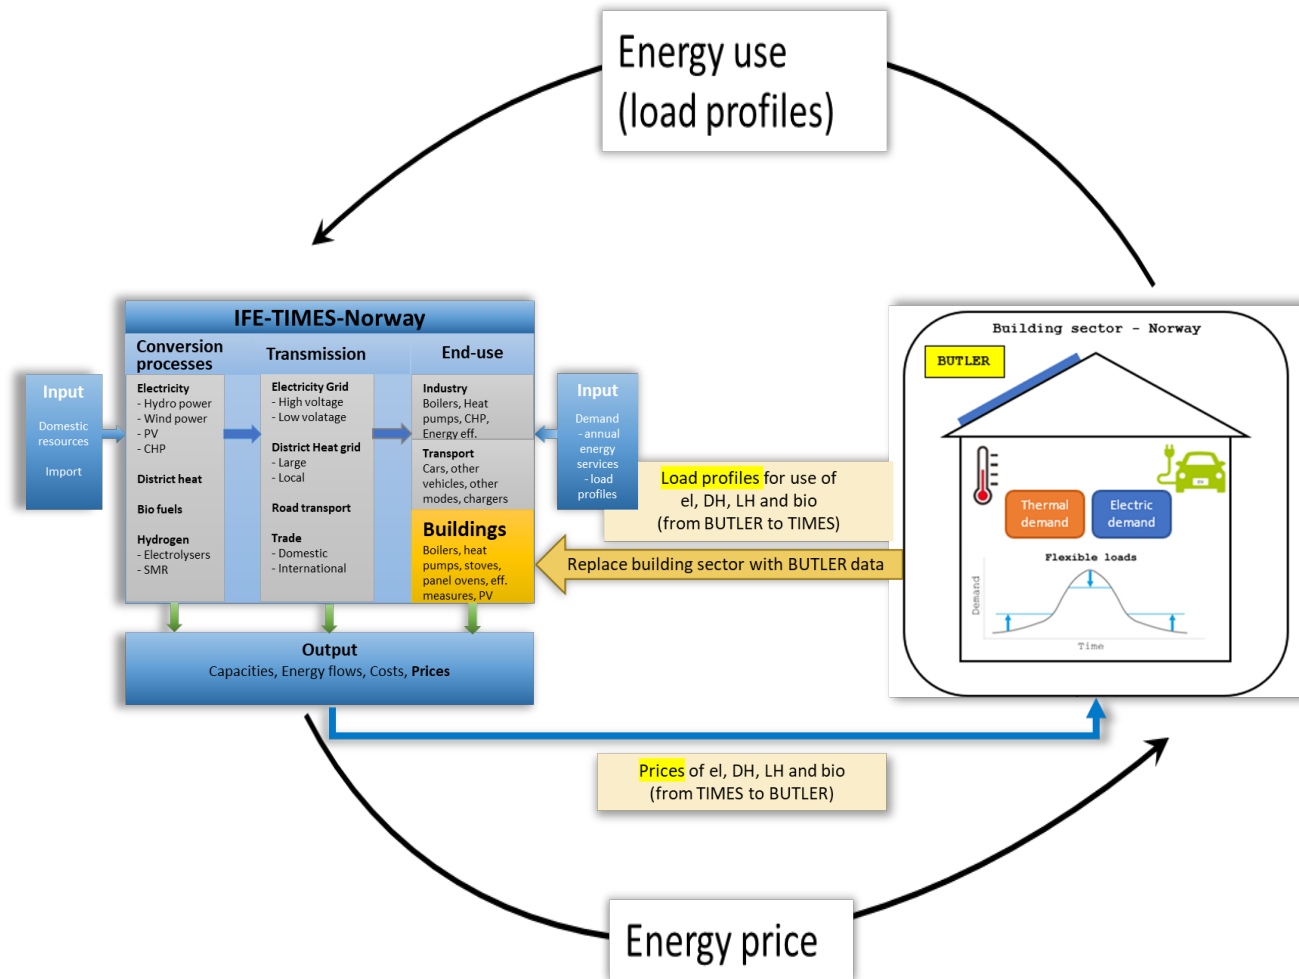 Energy use
(load profiles)
IFE-TIMES-Norway
Conversion
processes
Transmission
End-use
Input
Domestic
resources
Import
Electricity
- Hydro power
- Wind power
- PV
- CHP
District heat
Bio fuels
Hydrogen
- Electrolysers
- SMR
Electricity Grid
- High voltage
- Low volatage
District Heat grid
- Large
- Local
Road transport
Trade
- Domestic
- International
Industry
Boilers, Heat
pumps, CHP,
Energy eff.
Transport
Cars, other
vehicles, other
modes, chargers
Buildings
Boilers, heat
pumps, stoves,
panel ovens, eff.
measures, PV
Input
Demand
- annual
energy
services
- load
profiles
Output
Capacities, Energy flows, Costs, Prices
Load profiles for use of
el, DH, LH and bio
(from BUTLER to TIMES)
Replace building sector with BUTLER data
Building sector - Norway
BUTLER
Thermal
demand
Electric
demand
Flexible loads
Demand
Time
Prices of el, DH, LH and bio
(from TIMES to BUTLER)
Energy price